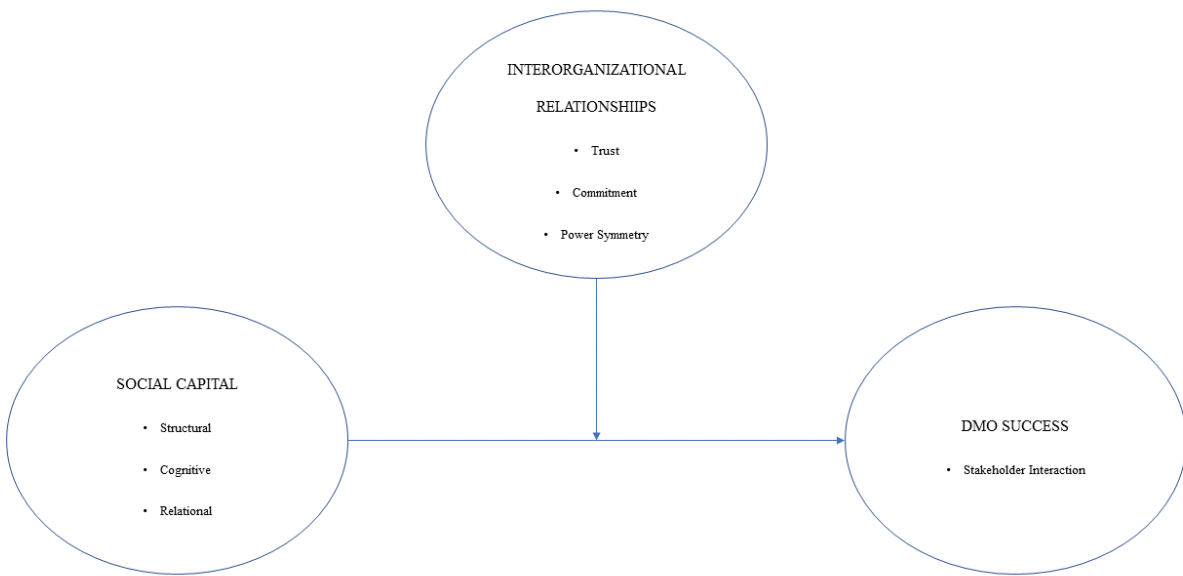 INTERORGANIZATIONAL
RELATIONSHIIPS
• Trust
• Commitment
• Power Symmetry
SOCIAL CAPITAL
• Structural
• Cognitive
• Relational
DMO SUCCESS
• Stakeholder Interaction